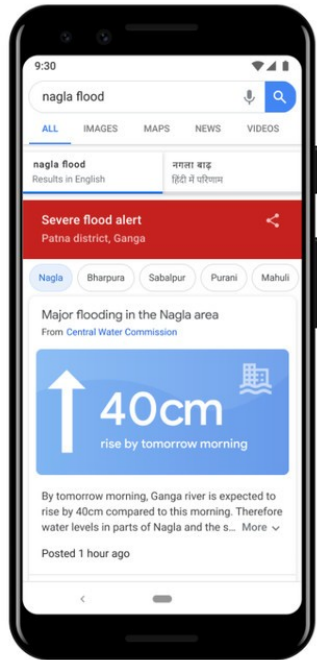 9:30
nagla flood
ALL IMAGES MAPS NEWS VIDEOS
nagla flood
Results in English
नगला बाढ़
हिंदी में परिणाम
Severe flood alert
Patna district, Ganga
Nagla Bharpura Sabalpur Purani Mahuli
Major flooding in the Nagla area
From Central Water Commission
40cm
rise by tomorrow morning
By tomorrow morning, Ganga river is expected to
rise by 40cm compared to this morning. Therefore
water levels in parts of Nagla and the s... More
Posted 1 hour ago